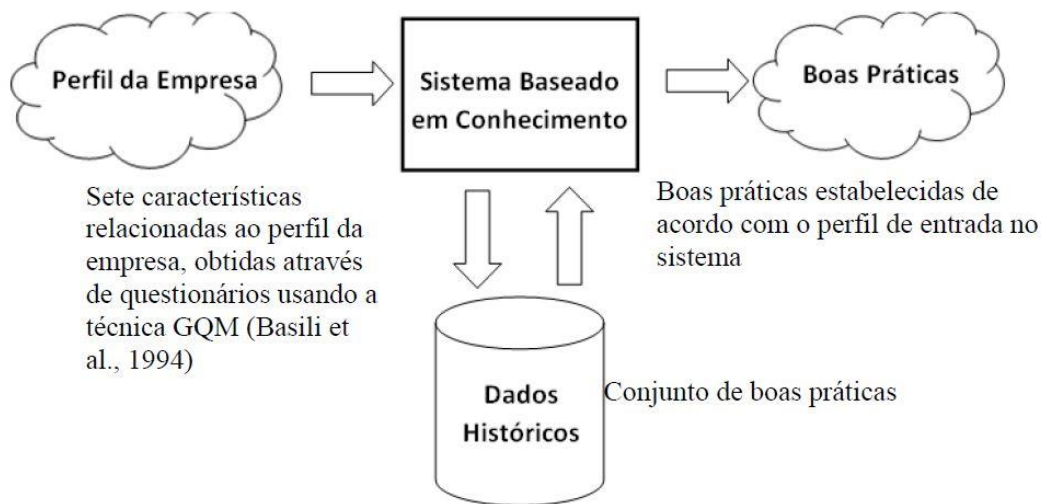 Perfil da Empresa
Sistema Baseado
em Conhecimento
Boas Práticas
Sete características
relacionadas ao perfil da
empresa, obtidas através
de questionários usando a
técnica GQM (Basili et
al., 1994)
Boas práticas estabelecidas de
acordo com o perfil de entrada no
sistema
Dados
Históricos
Conjunto de boas práticas